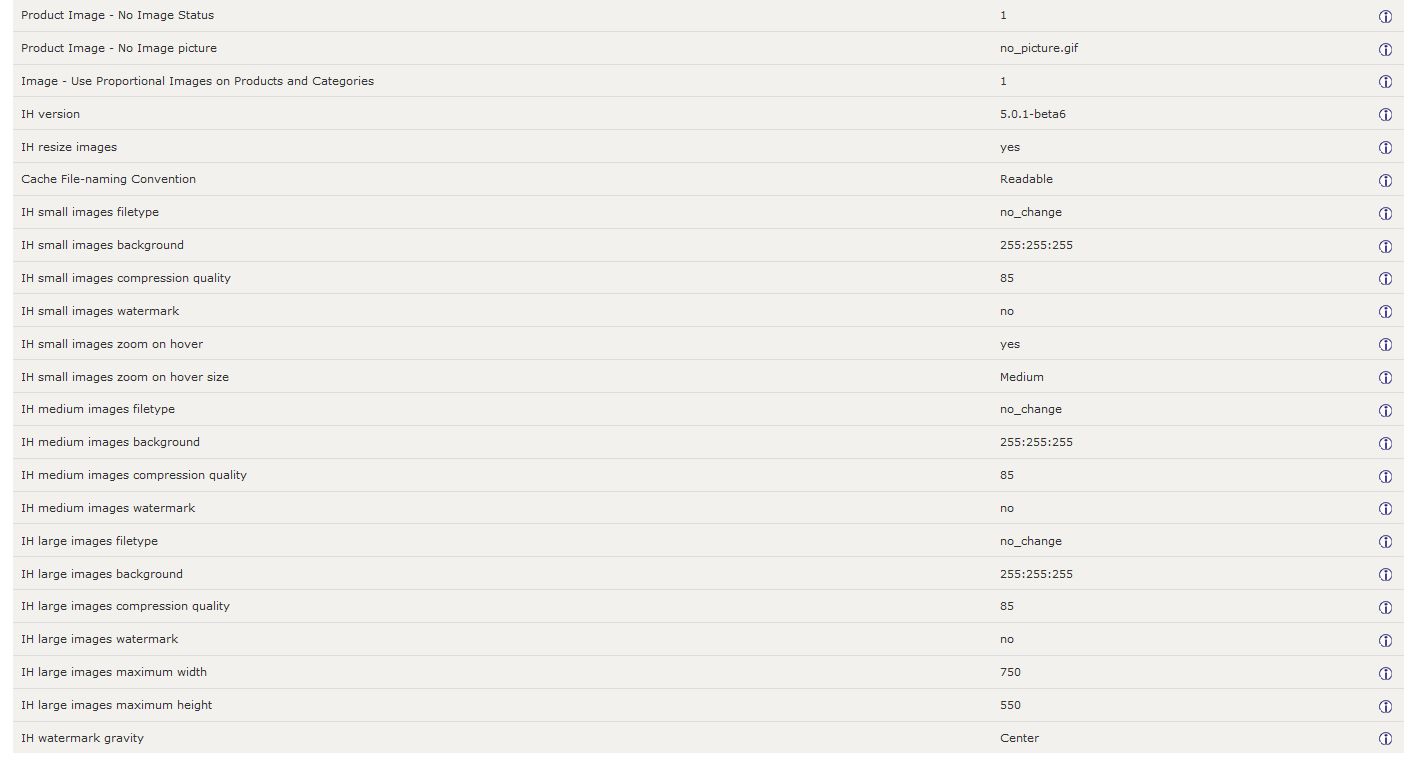 Product Image - No Image Status 1
Product Image - No Image picture no_picture.gif
Image - Use Proportional Images on Products and Categories 1
IH version 5.0.1-beta6
IH resize images yes
Cache File-naming Convention Readable
IH small images filetype no_change
IH small images background 255:255:255
IH small images compression quality 85
IH small images watermark no
IH small images zoom on hover yes
IH small images zoom on hover size Medium
IH medium images filetype no_change
IH medium images background 255:255:255
IH medium images compression quality 85
IH medium images watermark no
IH large images filetype no_change
IH large images background 255:255:255
IH large images compression quality 85
IH large images watermark no
IH large images maximum width 750
IH large images maximum height 550
IH watermark gravity Center